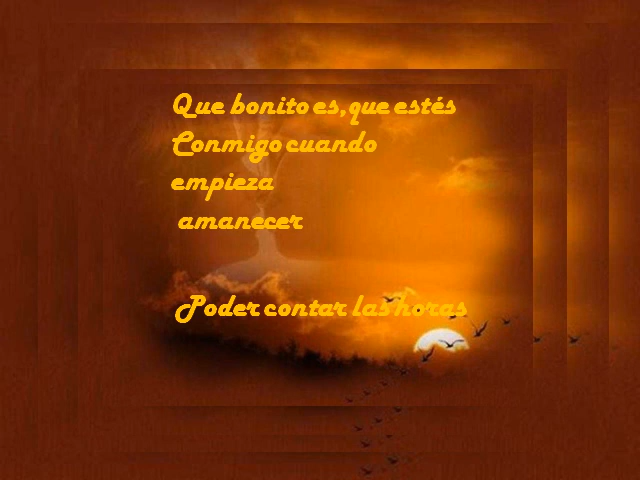 Que bonito es, que estés
Conmigo cuando
empieza
amanecer
Poder contar las horas